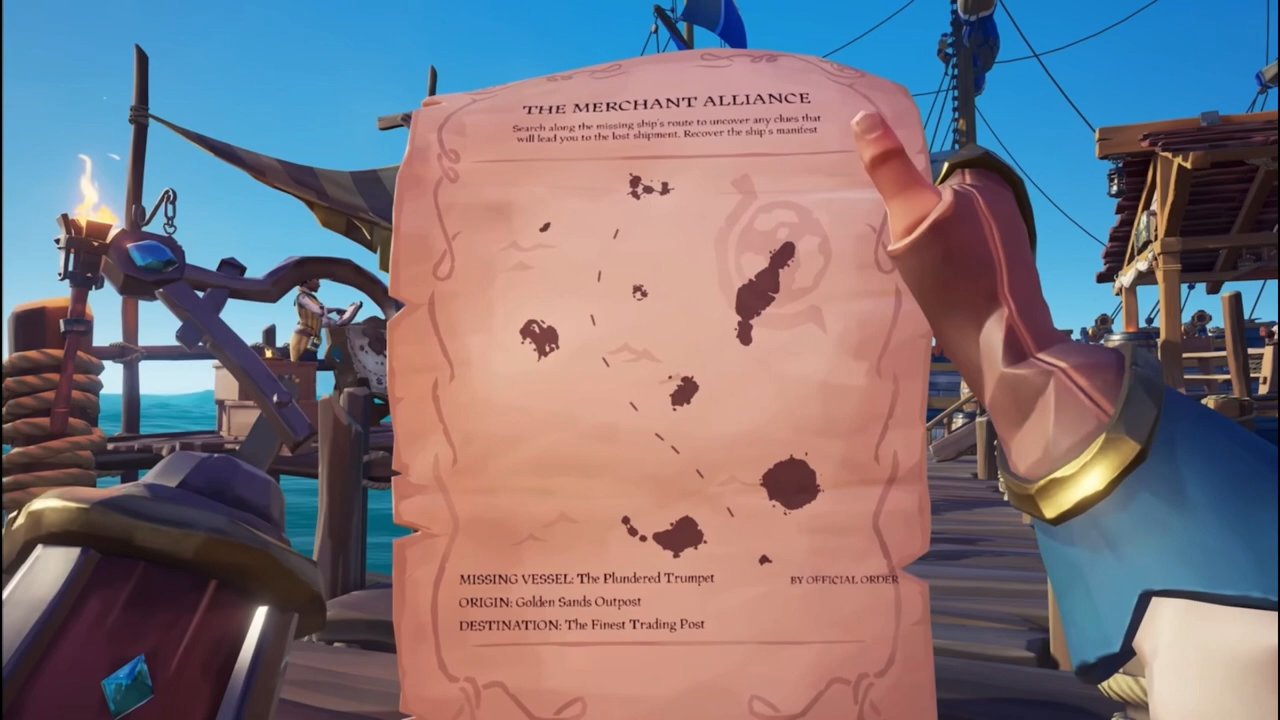 THE MERCHANT ALLIANCE
Search along the missing ship's route to uncover any clues that
will lead you to the lost shipment. Recover the ship's manifest
MISSING VESSEL: The Plundered Trumpet
BY OFFICIAL ORDER
ORIGIN: Golden Sands Outpost
DESTINATION: The Finest Trading Post